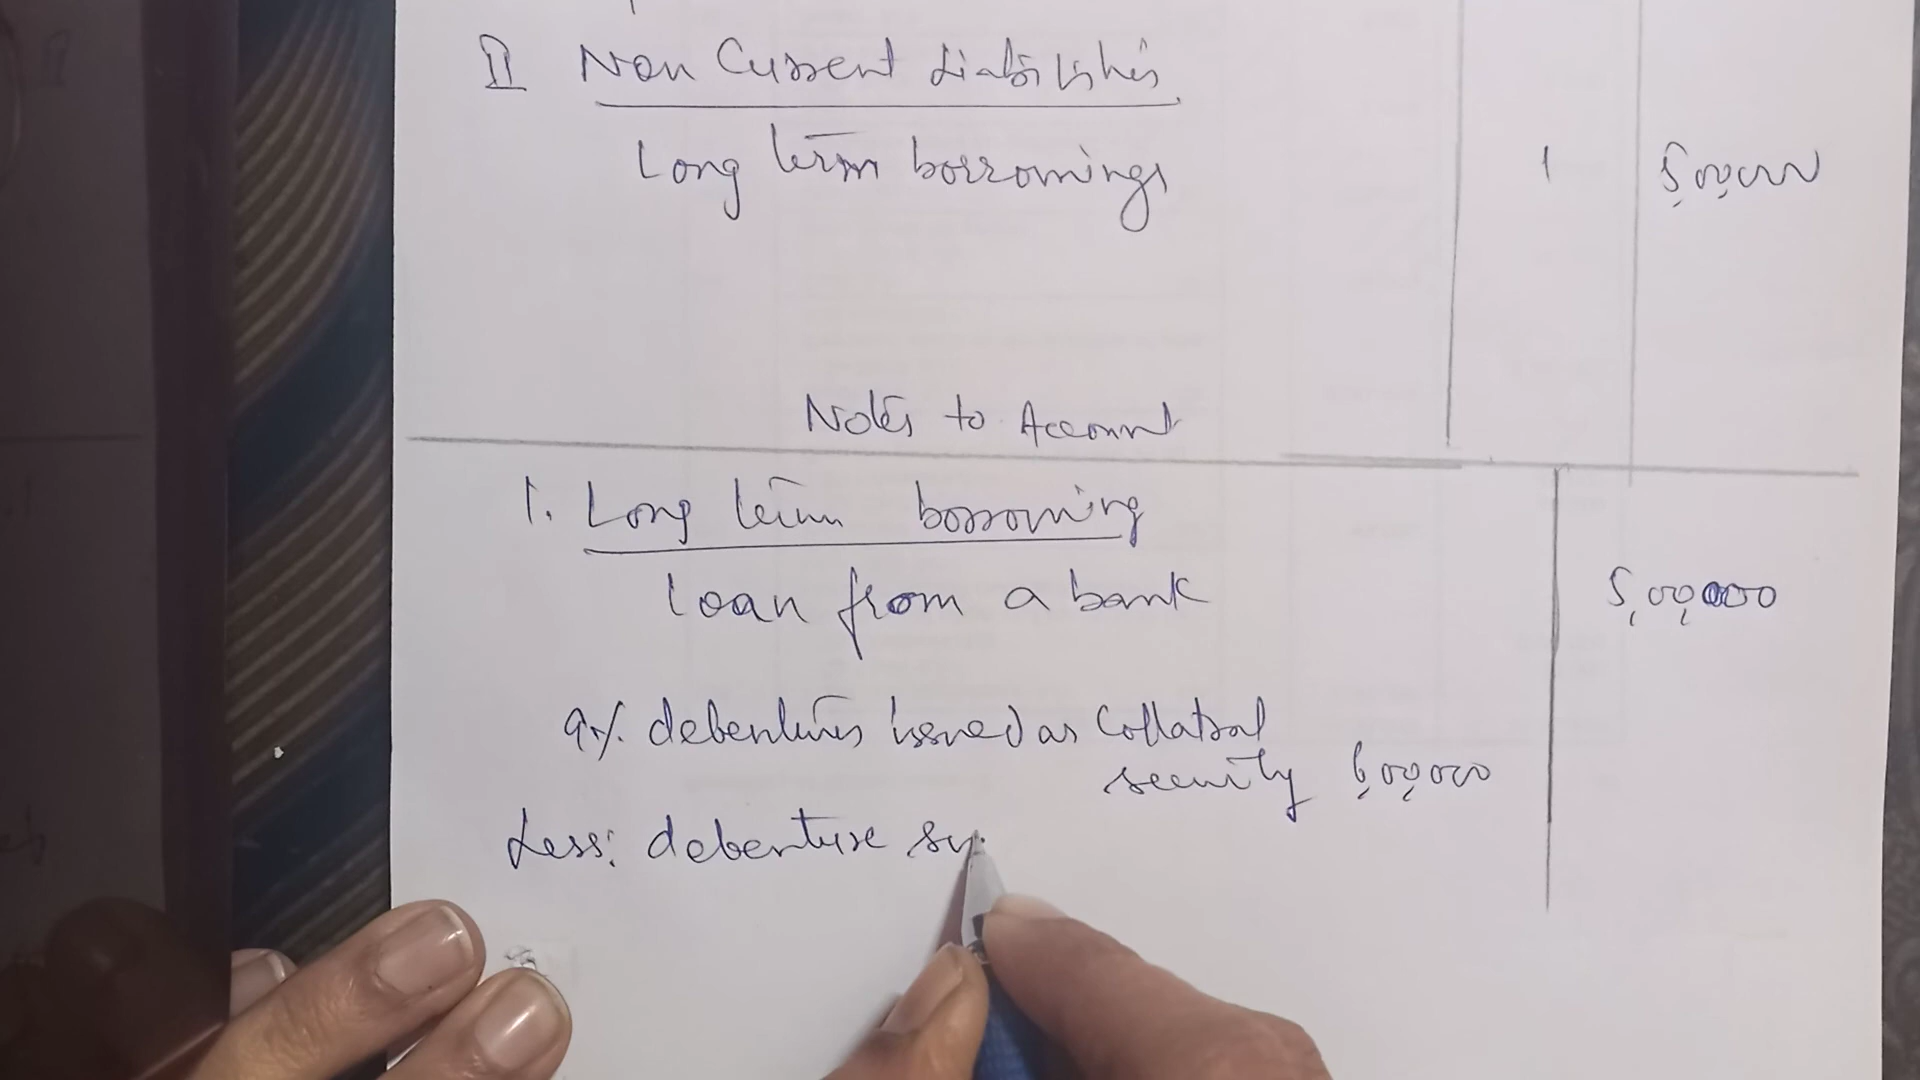 II Non Current Liabilities
Long term borrowings 1 5,00,000
Notes to Account
1. Long term borrowing
Loan from a bank 5,00,000
9% debentures issued as Collatral
security 6,00,000
Less: debenture su